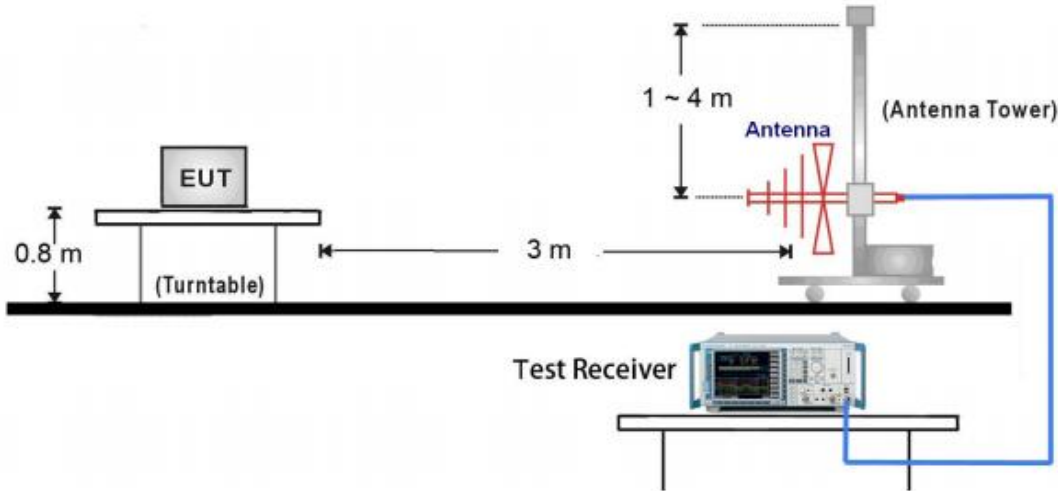 1 ~ 4 m
(Antenna Tower)
Antenna
EUT
0.8 m
3 m
(Turntable)
Test Receiver